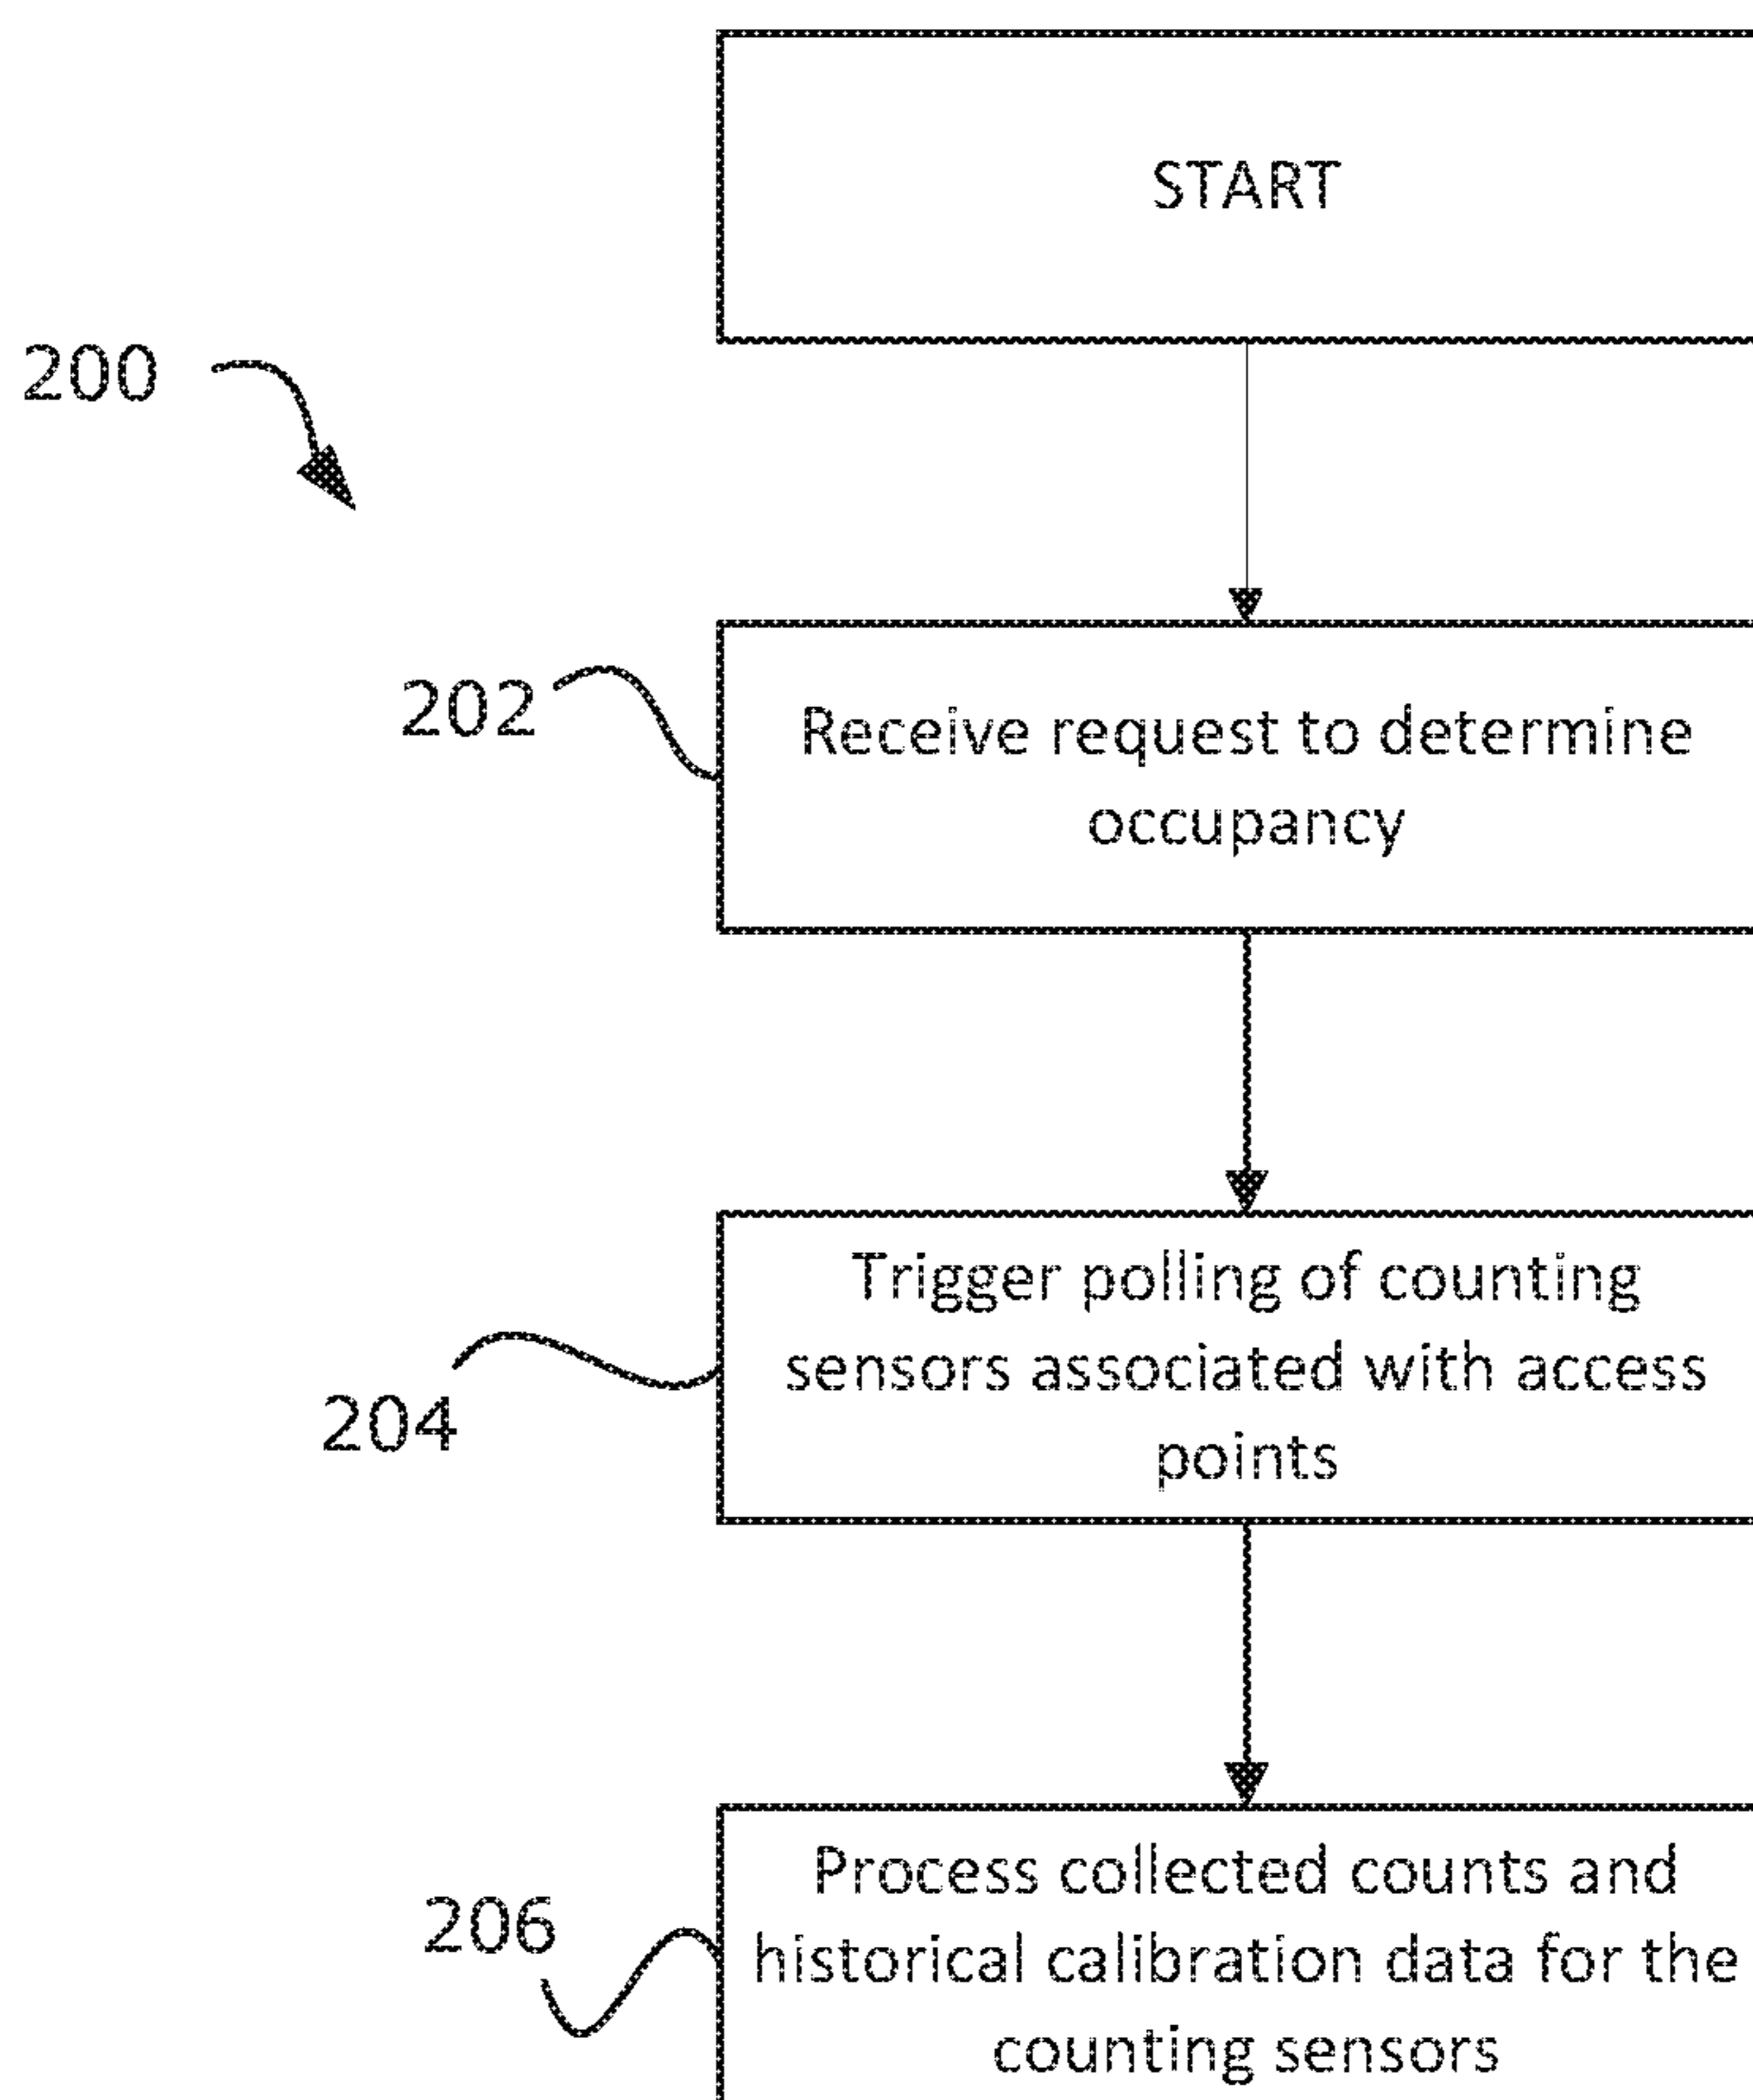 START
200
202
Receive request to determine
occupancy
Trigger polling of counting
sensors associated with access
points
204
Process collected counts and
206
historical calibration data for the
counting sensors